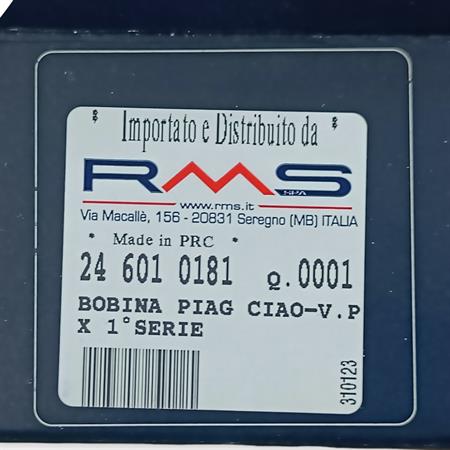 * Importato e Distribuito da *
RMS SPA
www.rms.it
Via Macallè, 156 - 20831 Seregno (MB) ITALIA
* Made in PRC *
24 601 0181 Q.0001
BOBINA PIAG CIAO-V.P
X 1°SERIE
310123